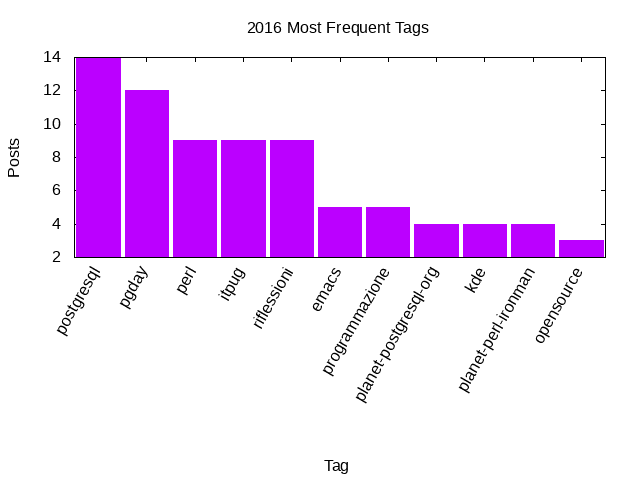 2016 Most Frequent Tags
Posts
14
12
10
8
6
4
2
postgresql
pgday
perl
itpug
riflessioni
emacs
programmazione
planet-postgresql-org
kde
planet-perl-ironman
opensource
Tag